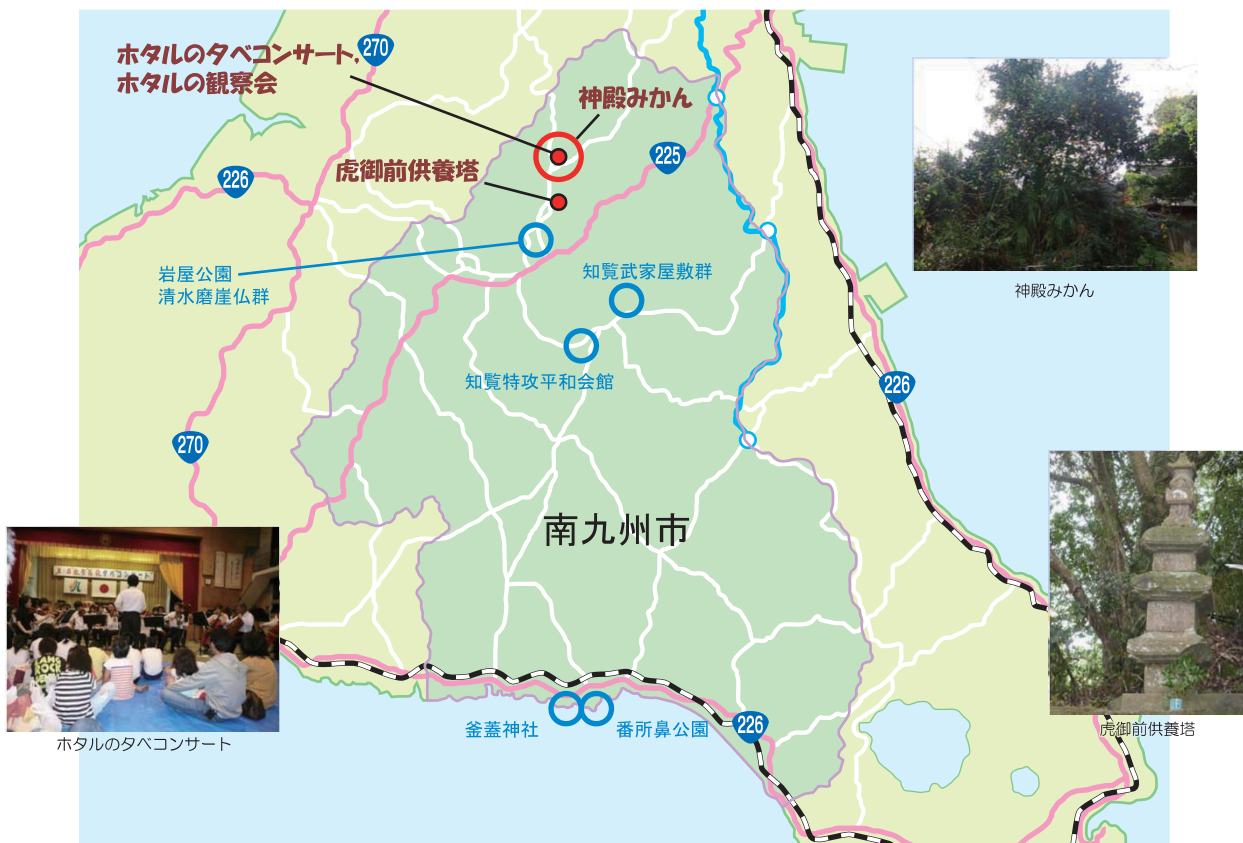 ホタルの夕べコンサート,
ホタルの観察会
270
神殿みかん
225
虎御前供養塔
226
岩屋公園
清水磨崖仏群
知覧武家屋敷群
知覧特攻平和会館
神殿みかん
226
270
南九州市
ホタルの夕べコンサート
釜蓋神社
番所鼻公園
226
虎御前供養塔